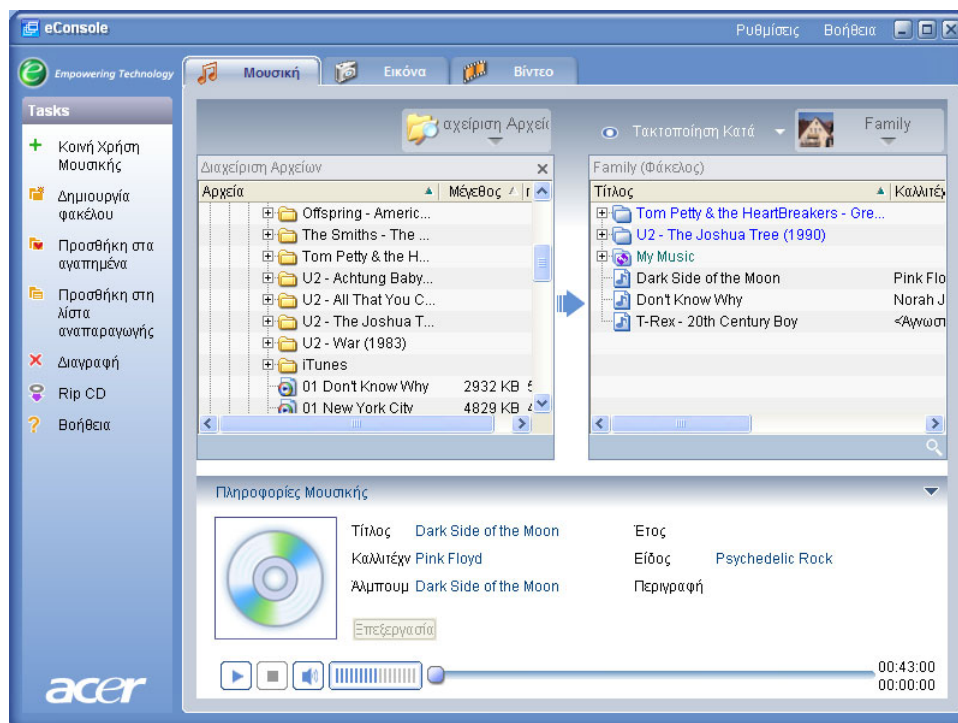 eConsole
Ρυθμίσεις Βοήθεια
Empowering Technology
Μουσική Εικόνα Βίντεο
Tasks
Κοινή Χρήση
Μουσικής
Δημιουργία
φακέλου
Προσθήκη στα
αγαπημένα
Προσθήκη στη
λίστα
αναπαραγωγής
Διαγραφή
Rip CD
Βοήθεια
acer
αχείριση Αρχεί
Τακτοποίηση Κατά
Family
Διαχείριση Αρχείων
Αρχεία Μέγεθος
Offspring - Americ...
The Smiths - The ...
Tom Petty & the H...
U2 - Achtung Baby...
U2 - All That You C...
U2 - The Joshua T...
U2 - War (1983)
iTunes
01 Don't Know Why 2932 KB
01 New York City 4829 KB
Family (Φάκελος)
Τίτλος Καλλιτέχ
Tom Petty & the HeartBreakers - Gre...
U2 - The Joshua Tree (1990)
My Music
Dark Side of the Moon Pink Flo
Don't Know Why Norah J
T-Rex - 20th Century Boy <Άγνωστ
Πληροφορίες Μουσικής
Τίτλος Dark Side of the Moon
Καλλιτέχν Pink Floyd
Άλμπουμ Dark Side of the Moon
Έτος
Είδος Psychedelic Rock
Περιγραφή
Επεξεργασία
00:43:00
00:00:00